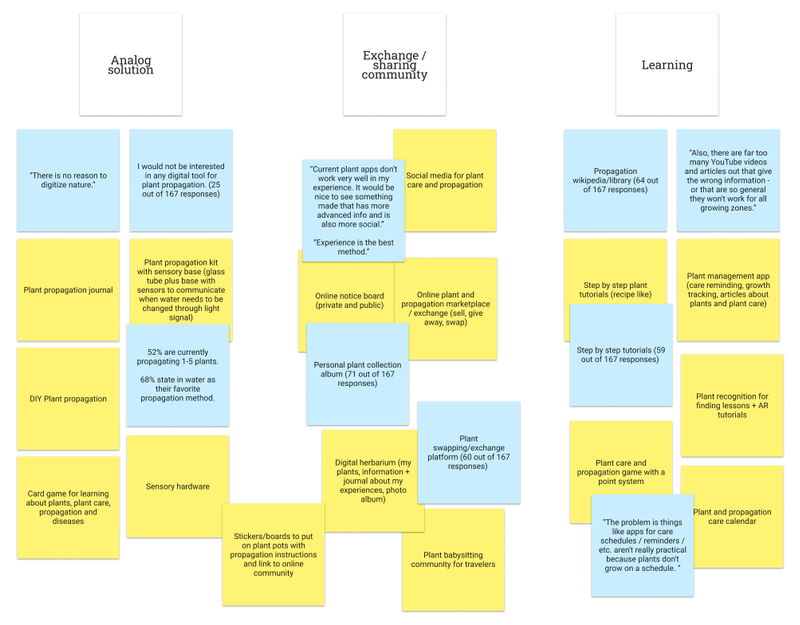 Analog
solution
Exchange /
sharing
community
Learning
"There is no reason to
digitize nature."
I would not be interested
in any digital tool for
plant propagation. (25
out of 167 responses)
Plant propagation journal
Plant propagation kit
with sensory base (glass
tube plus base with
sensors to communicate
when water needs to be
changed through light
signal)
52% are currently
propagating 1-5 plants.
68% state in water as
their favorite
propagation method.
DIY Plant propagation
Card game for learning
about plants, plant care,
propagation and
diseases
Sensory hardware
Stickers/boards to put
on plant pots with
propagation instructions
and link to online
community
"Current plant apps don't
work very well in my
experience. It would be
nice to see something
made that has more
advanced info and is
also more social."
"Experience is the best
method."
Social media for plant
care and propagation
Online notice board
(private and public)
Online plant and
propagation marketplace
/ exchange (sell, give
away, swap)
Personal plant collection
album (71 out of 167
responses)
Plant
swapping/exchange
platform (60 out of 167
responses)
Digital herbarium (my
plants, information +
journal about my
experiences, photo
album)
Plant babysitting
community for travelers
Propagation
wikipedia/library (64 out
of 167 responses)
"Also, there are far too
many YouTube videos
and articles out that give
the wrong information -
or that are so general
they won't work for all
growing zones."
Step by step plant
tutorials (recipe like)
Plant management app
(care reminding, growth
tracking, articles about
plants and plant care)
Step by step tutorials (59
out of 167 responses)
Plant recognition for
finding lessons + AR
tutorials
Plant care and
propagation game with a
point system
Plant and propagation
care calendar
"The problem is things
like apps for care
schedules / reminders /
etc. aren't really practical
because plants don't
grow on a schedule. "